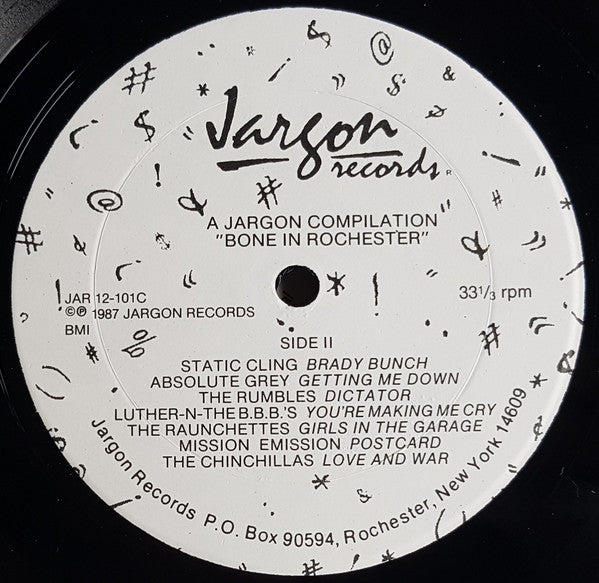 Jargon
records®
A JARGON COMPILATION
"BONE IN ROCHESTER"
JAR 12-101C
©℗ 1987 JARGON RECORDS
BMI
33 1/3 rpm
SIDE II
STATIC CLING BRADY BUNCH
ABSOLUTE GREY GETTING ME DOWN
THE RUMBLES DICTATOR
LUTHER-N-THE B.B.B.'S YOU'RE MAKING ME CRY
THE RAUNCHETTES GIRLS IN THE GARAGE
MISSION EMISSION POSTCARD
THE CHINCHILLAS LOVE AND WAR
Jargon Records P.O. Box 90594, Rochester, New York 14609